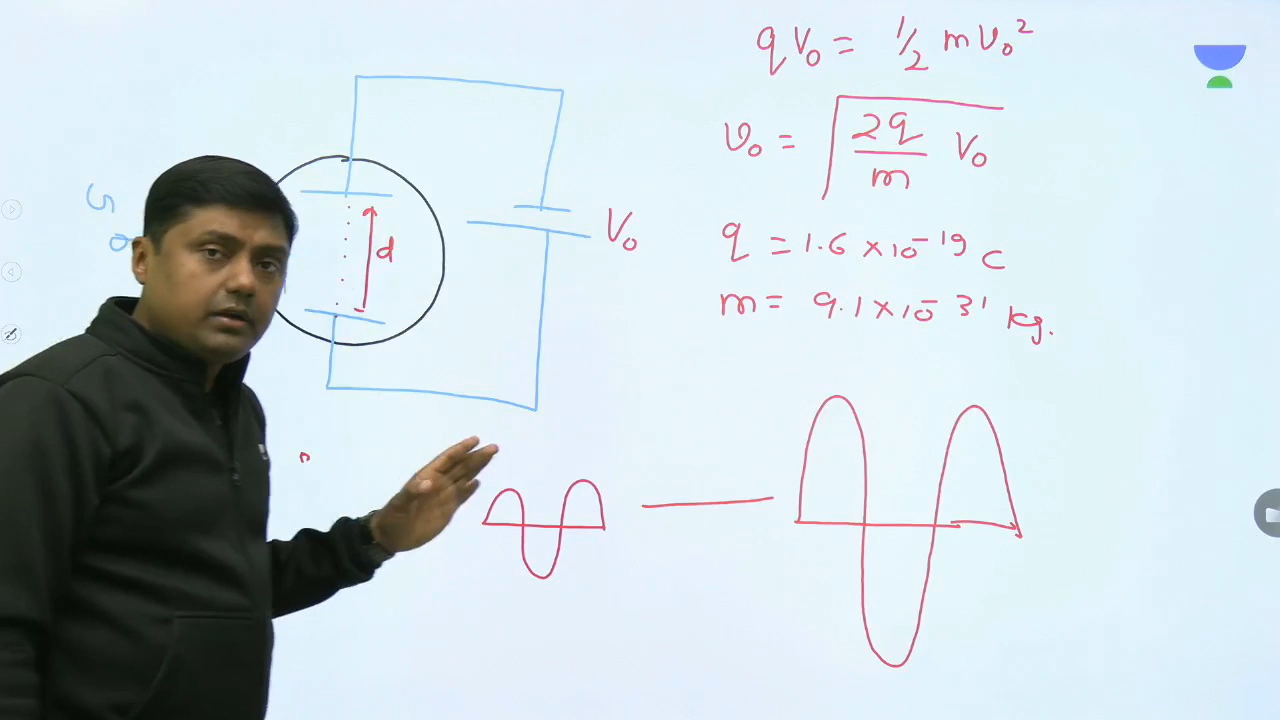 qV₀ = 1/2 mv₀²
v₀ = √(2q/m V₀)
d
V₀
q = 1.6 × 10⁻¹⁹ C
m = 9.1 × 10⁻³¹ kg.